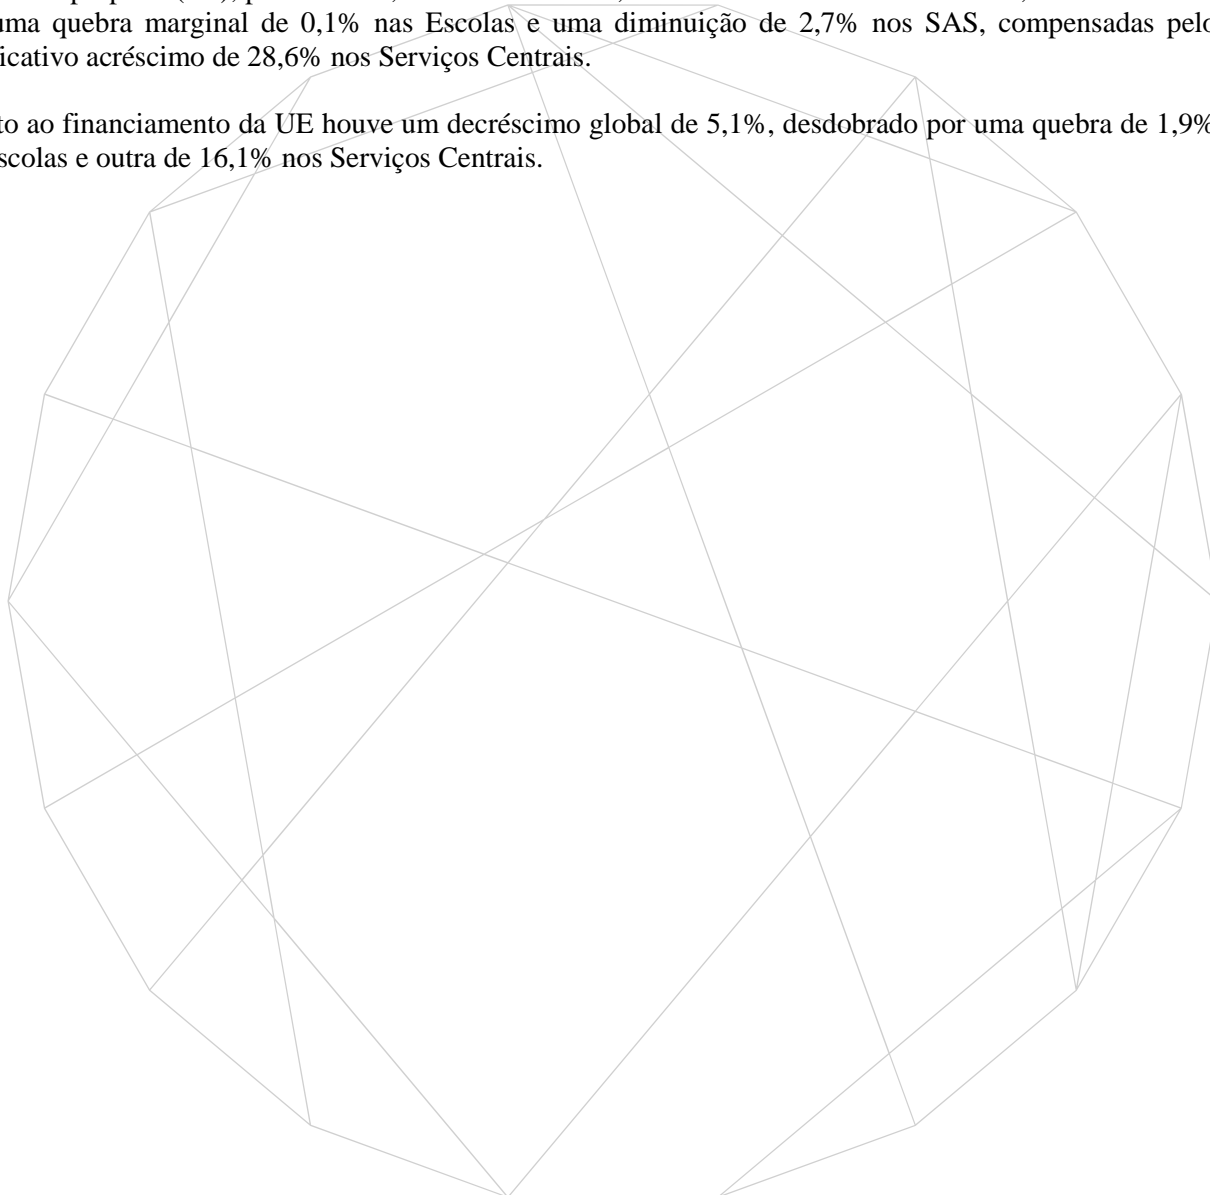 uma quebra marginal de 0,1% nas Escolas e uma diminuição de 2,7% nos SAS, compensadas pelo
icativo acréscimo de 28,6% nos Serviços Centrais.
to ao financiamento da UE houve um decréscimo global de 5,1%, desdobrado por uma quebra de 1,9%
scolas e outra de 16,1% nos Serviços Centrais.